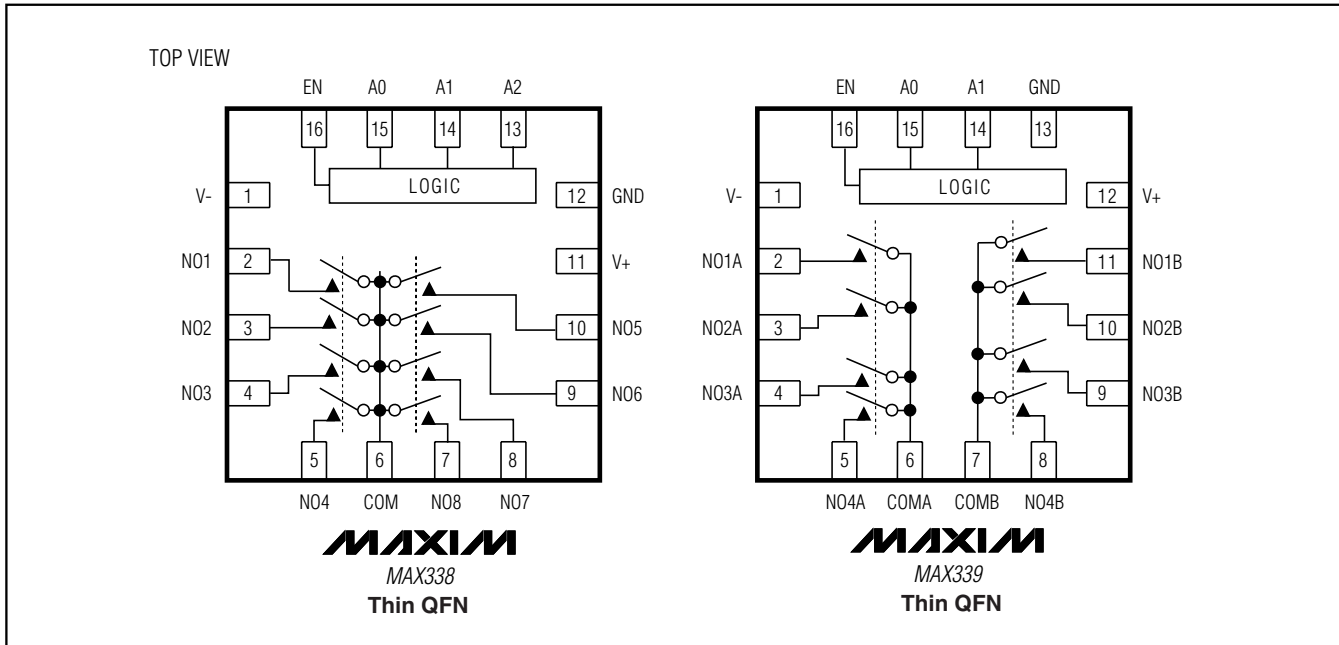 TOP VIEW
EN A0 A1 A2
16 15 14 13
LOGIC
V- 1 12 GND
NO1 2 11 V+
NO2 3 10 NO5
NO3 4 9 NO6
5 6 7 8
NO4 COM NO8 NO7
MAXIM
MAX338
Thin QFN
EN A0 A1 GND
16 15 14 13
LOGIC
V- 1 12 V+
NO1A 2 11 NO1B
NO2A 3 10 NO2B
NO3A 4 9 NO3B
5 6 7 8
NO4A COMA COMB NO4B
MAXIM
MAX339
Thin QFN